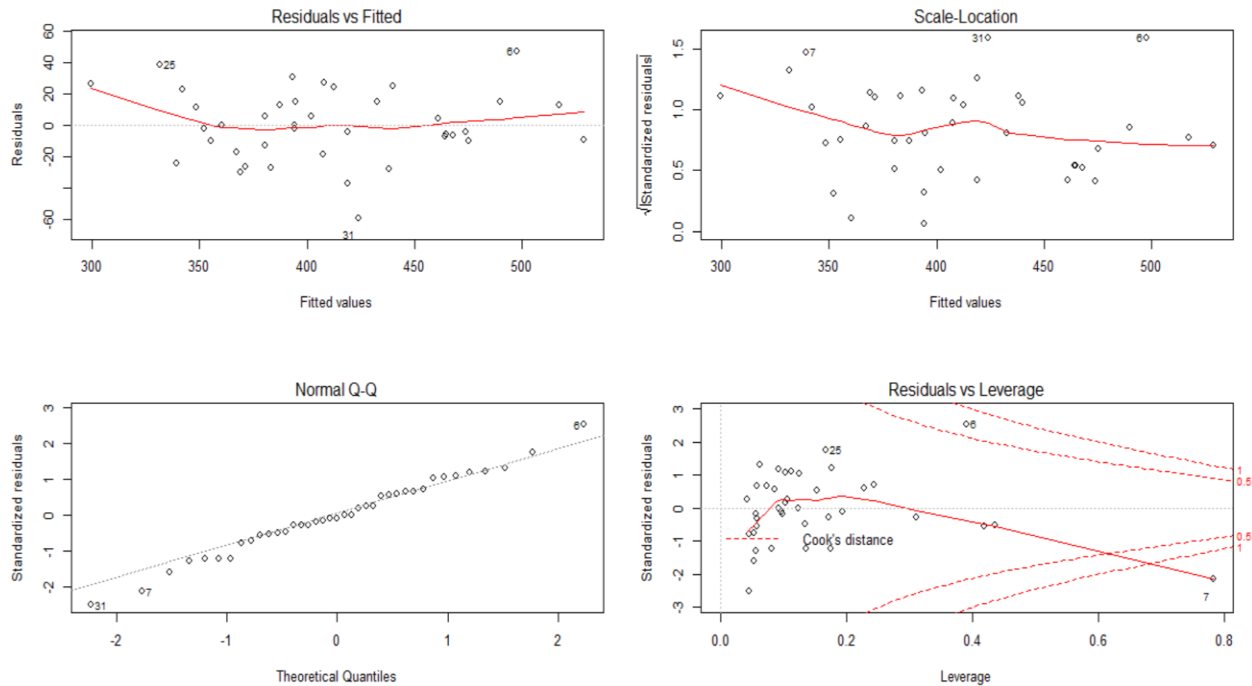 Residuals vs Fitted
Residuals
60
40
20
0
-20
-60
25
6
31
300 350 400 450 500
Fitted values
Scale-Location
√|Standardized residuals|
1.5
1.0
0.5
0.0
7
31
6
300 350 400 450 500
Fitted values
Normal Q-Q
Standardized residuals
3
2
1
0
-1
-2
6
7
31
-2 -1 0 1 2
Theoretical Quantiles
Residuals vs Leverage
Standardized residuals
3
2
1
0
-1
-2
-3
25
6
1
0.5
Cook's distance
0.5
1
7
0.0 0.2 0.4 0.6 0.8
Leverage